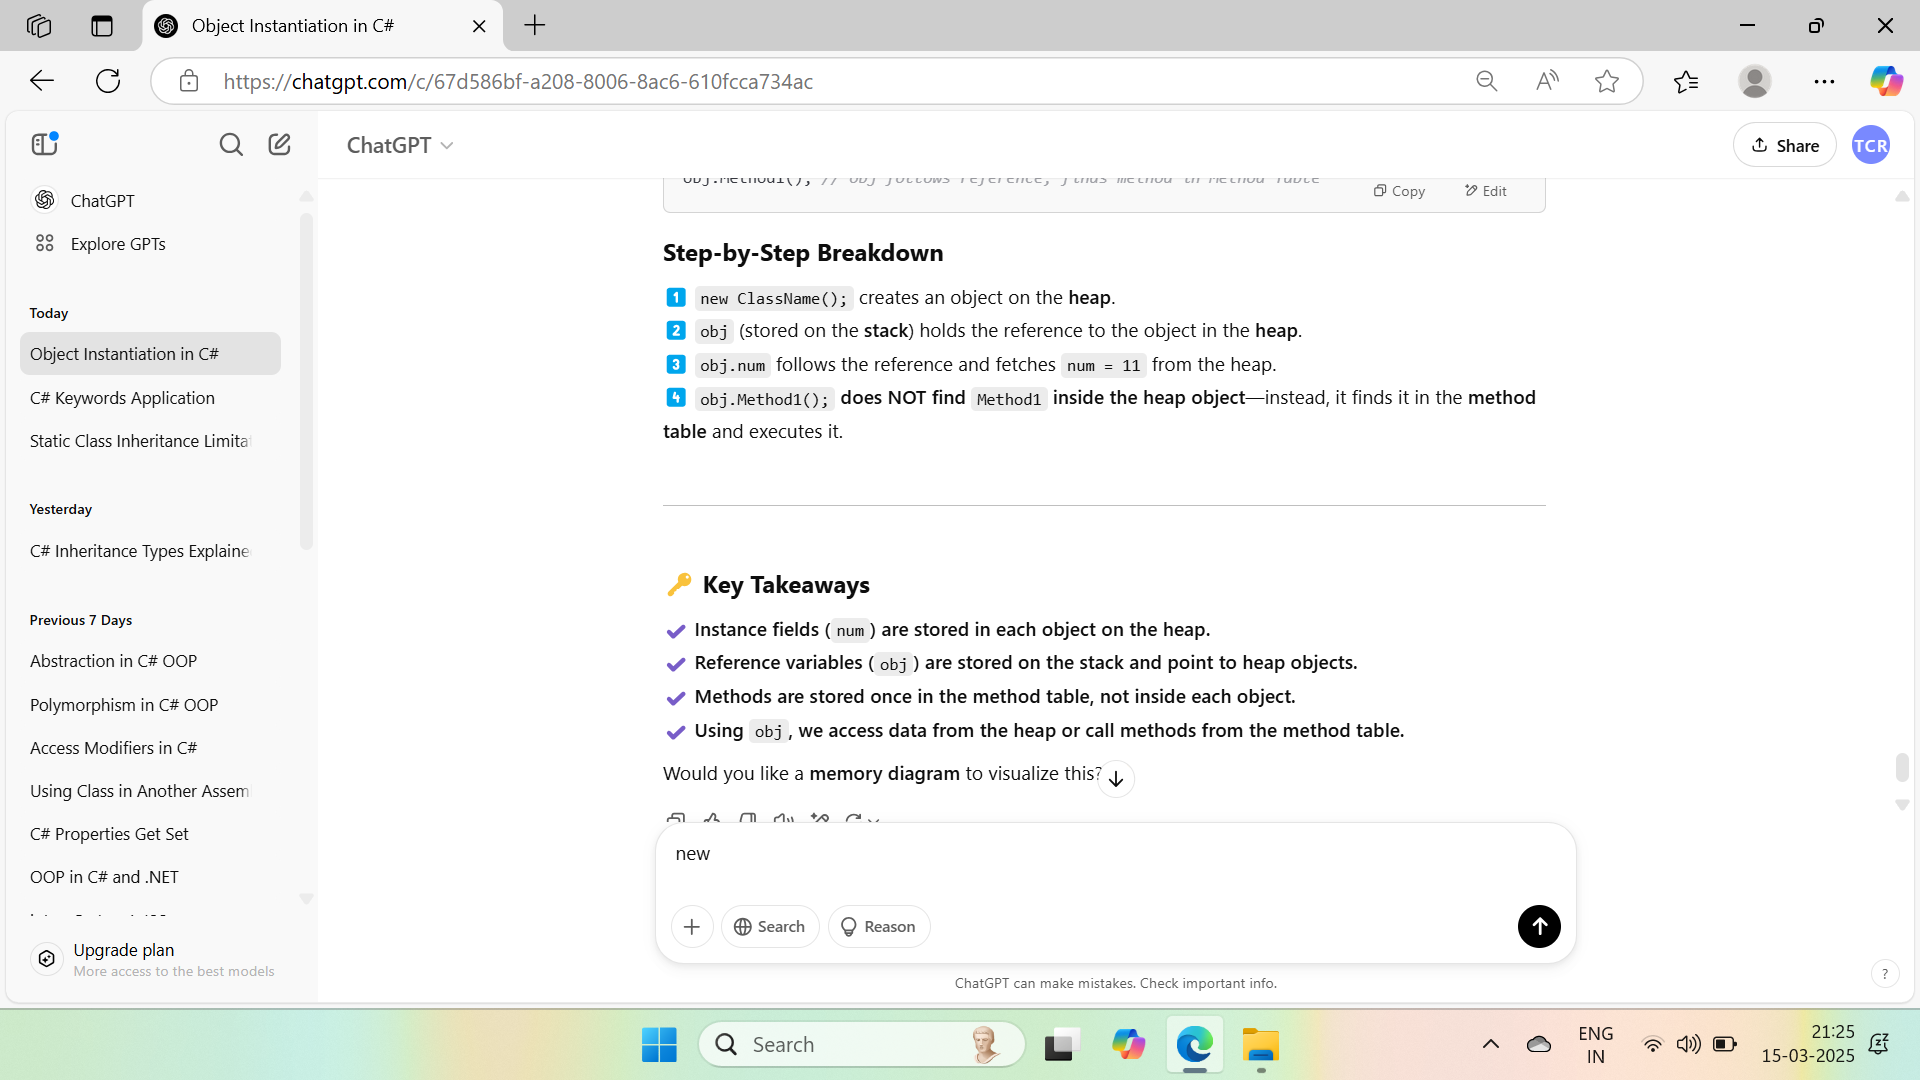 Object Instantiation in C#
https://chatgpt.com/c/67d586bf-a208-8006-8ac6-610fcca734ac
ChatGPT
Share
TCR
ChatGPT
Explore GPTs
Today
Object Instantiation in C#
C# Keywords Application
Static Class Inheritance Limita
Yesterday
C# Inheritance Types Explaine
Previous 7 Days
Abstraction in C# OOP
Polymorphism in C# OOP
Access Modifiers in C#
Using Class in Another Assem
C# Properties Get Set
OOP in C# and .NET
Upgrade plan
More access to the best models
obj.Method1(); // obj follows reference, finds method in Method Table
Copy
Edit
Step-by-Step Breakdown
1 new ClassName(); creates an object on the heap.
2 obj (stored on the stack) holds the reference to the object in the heap.
3 obj.num follows the reference and fetches num = 11 from the heap.
4 obj.Method1(); does NOT find Method1 inside the heap object—instead, it finds it in the method
table and executes it.
🔑 Key Takeaways
✔ Instance fields (num) are stored in each object on the heap.
✔ Reference variables (obj) are stored on the stack and point to heap objects.
✔ Methods are stored once in the method table, not inside each object.
✔ Using obj, we access data from the heap or call methods from the method table.
Would you like a memory diagram to visualize this?
new
Search
Reason
ChatGPT can make mistakes. Check important info.
?
Search
ENG
IN
21:25
15-03-2025